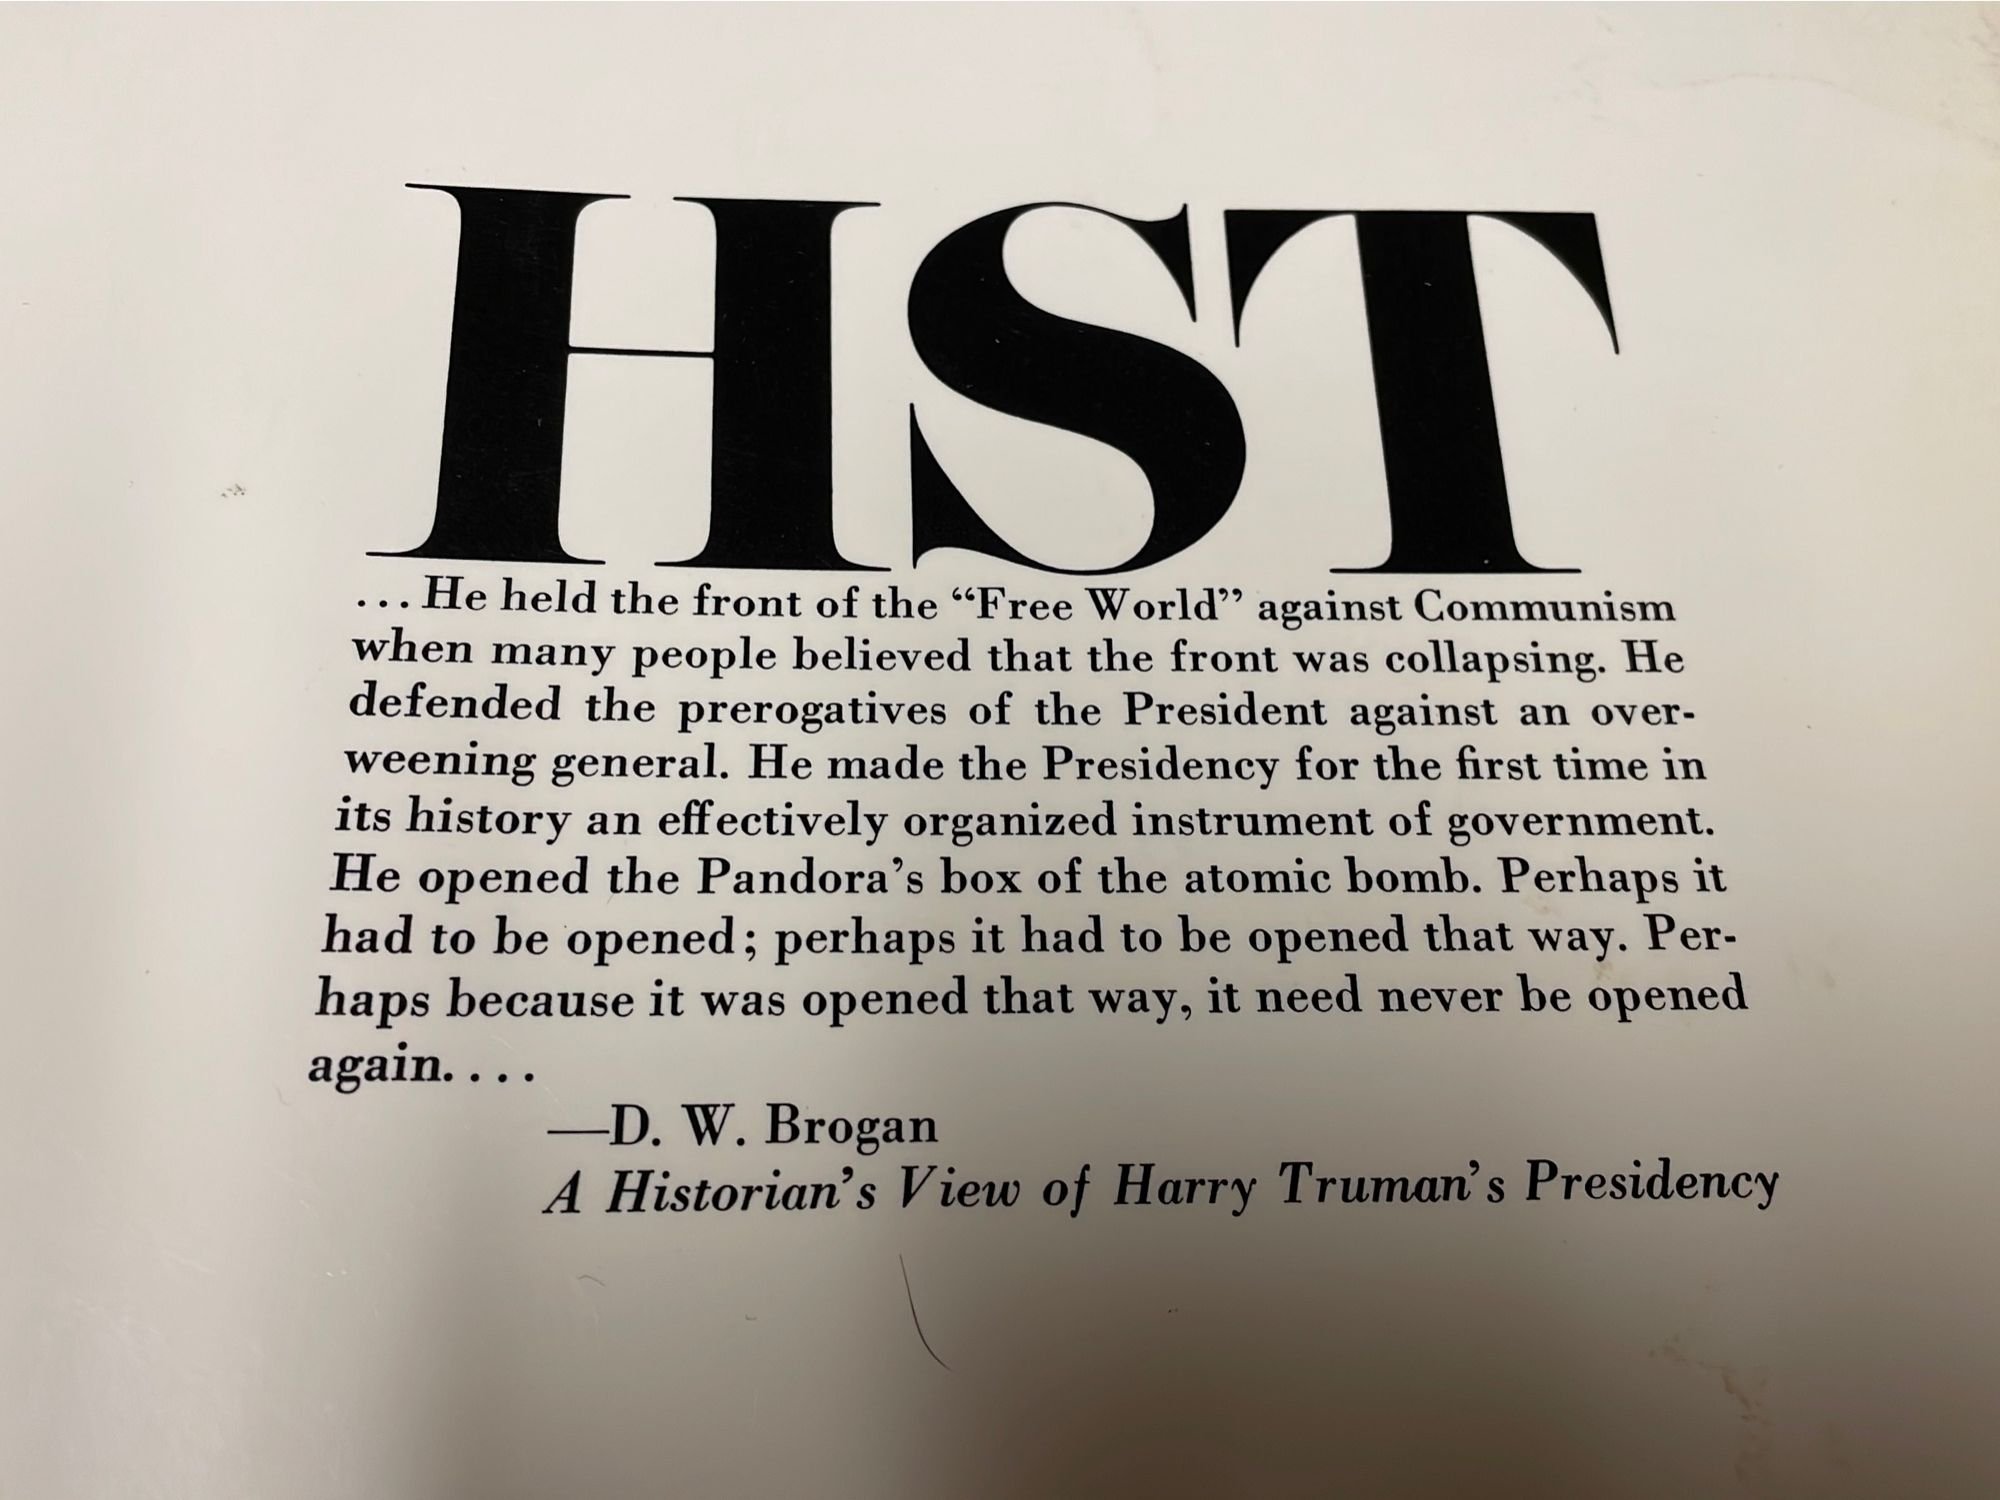 HST
...He held the front of the “Free World” against Communism
when many people believed that the front was collapsing. He
defended the prerogatives of the President against an over-
weening general. He made the Presidency for the first time in
its history an effectively organized instrument of government.
He opened the Pandora’s box of the atomic bomb. Perhaps it
had to be opened; perhaps it had to be opened that way. Per-
haps because it was opened that way, it need never be opened
again. . . .
—D. W. Brogan
A Historian’s View of Harry Truman’s Presidency